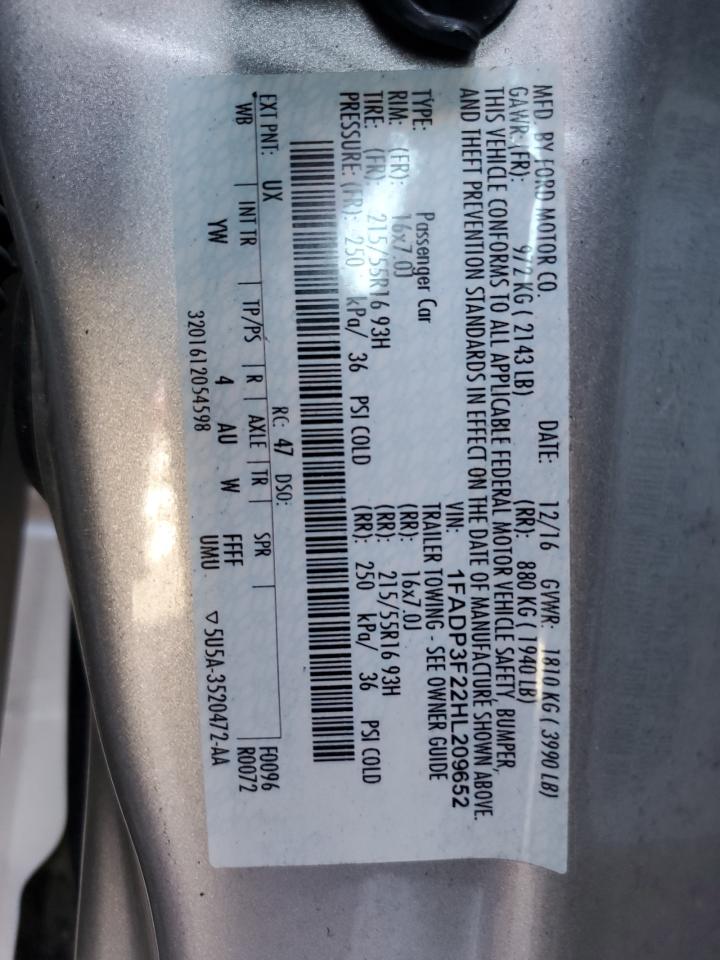 MFD. BY FORD MOTOR CO. DATE: 12/16 GVWR: 1810 KG ( 3990 LB)
GAWR: (FR): 972 KG ( 2143 LB) (RR): 880 KG ( 1940 LB)
THIS VEHICLE CONFORMS TO ALL APPLICABLE FEDERAL MOTOR VEHICLE SAFETY, BUMPER,
AND THEFT PREVENTION STANDARDS IN EFFECT ON THE DATE OF MANUFACTURE SHOWN ABOVE.
VIN: 1FADP3F22HL209652
TYPE: Passenger Car TRAILER TOWING - SEE OWNER GUIDE
RIM: (FR): 16x7.0J (RR): 16x7.0J
TIRE: (FR) 215/55R16 93H (RR): 215/55R16 93H
PRESSURE: (FR): 250 kPa/ 36 PSI COLD (RR): 250 kPa/ 36 PSI COLD
RC: 47 DSO:
EXT PNT: UX F0096
WB INT TR TP/PS R AXLE TR SPR R0072
YW 4 AU W FFFF
UMU
3201612054598 ▽5U5A-3520472-AA